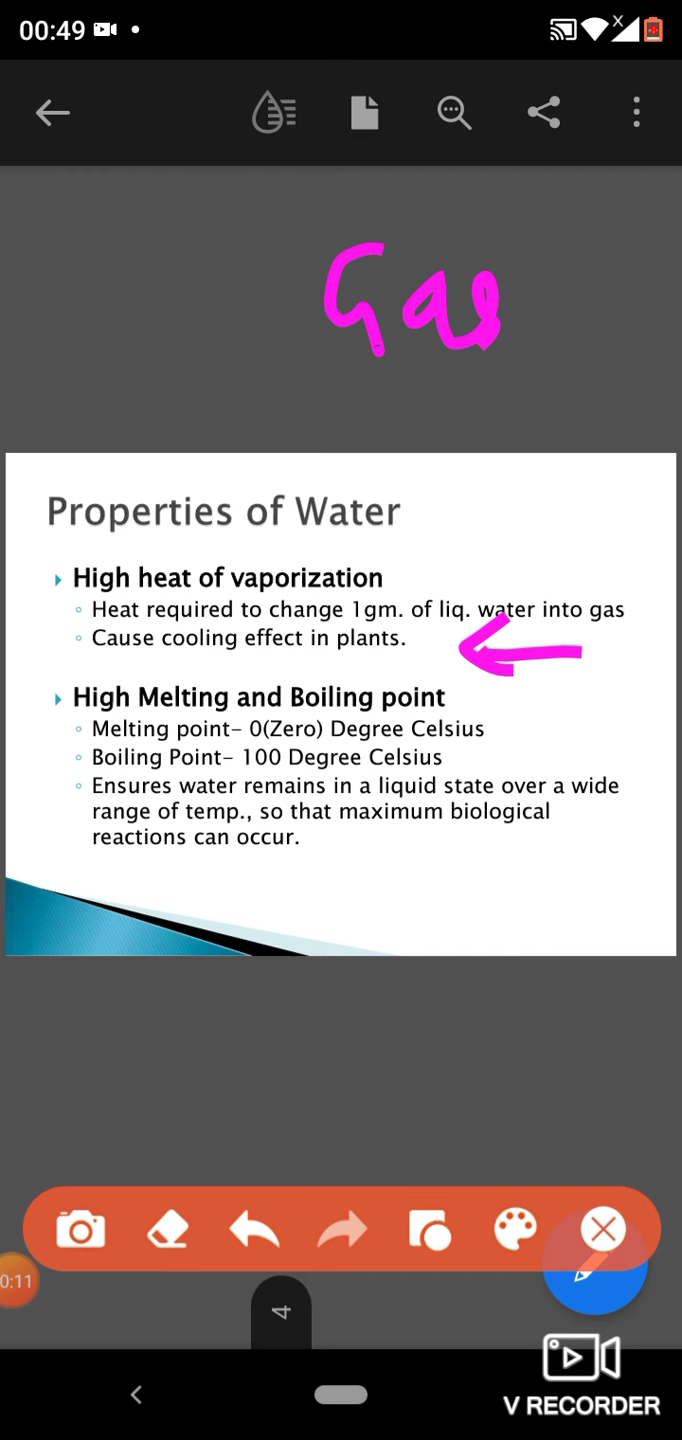 00:49
Gas
Properties of Water
High heat of vaporization
Heat required to change 1gm. of liq. water into gas
Cause cooling effect in plants.
High Melting and Boiling point
Melting point- 0(Zero) Degree Celsius
Boiling Point- 100 Degree Celsius
Ensures water remains in a liquid state over a wide
range of temp., so that maximum biological
reactions can occur.
0:11
4
V RECORDER